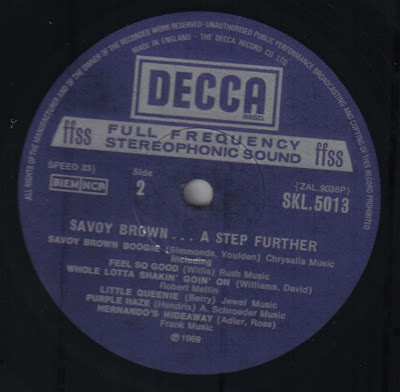 ALL RIGHTS OF THE MANUFACTURER AND OF THE OWNER OF THE RECORDED WORK RESERVED · UNAUTHORISED PUBLIC PERFORMANCE BROADCASTING AND COPYING OF THIS RECORD PROHIBITED
MADE IN ENGLAND · THE DECCA RECORD CO LTD
DECCA
REGD.
ffss FULL FREQUENCY ffss
STEREOPHONIC SOUND
SPEED 33⅓
Side
2
BIEM NCB
(ZAL.9038P)
SKL.5013
SAVOY BROWN . . . A STEP FURTHER
SAVOY BROWN BOOGIE (Simmonds, Youlden) Chrysalis Music
Including
FEEL SO GOOD (Willis) Rush Music
WHOLE LOTTA SHAKIN' GOIN' ON (Williams, David)
Robert Mellin
LITTLE QUEENIE (Berry) Jewel Music
PURPLE HAZE (Hendrix) A. Schroeder Music
HERNANDO'S HIDEAWAY (Adler, Ross)
Frank Music
℗ 1969